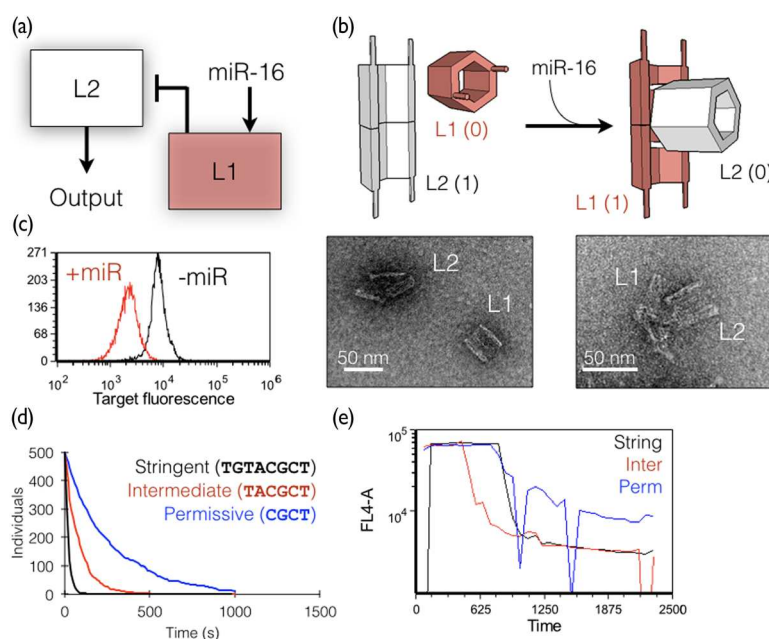 (a)
L2
miR-16
L1
Output
(b)
miR-16
L1 (0)
L2 (1)
L1 (1)
L2 (0)
L2
L1
50 nm
L1
L2
50 nm
(c)
271
203
136
68
0
+miR
-miR
10² 10³ 10⁴ 10⁵ 10⁶
Target fluorescence
(d)
Individuals
500
400
300
200
100
0
Stringent (TGTACGCT)
Intermediate (TACGCT)
Permissive (CGCT)
0 500 1000 1500
Time (s)
(e)
FL4-A
10⁵
10⁴
String
Inter
Perm
0 625 1250 1875 2500
Time